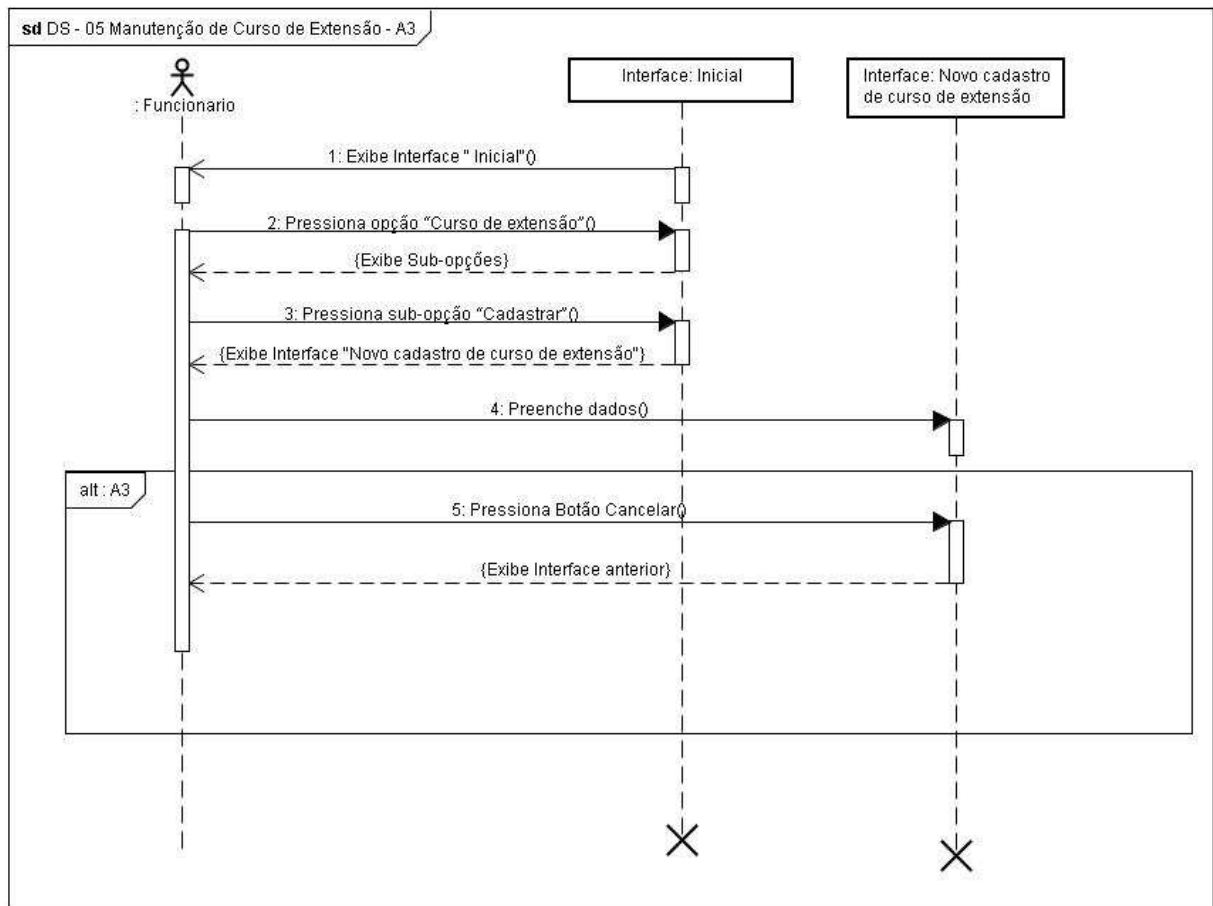 sd DS - 05 Manutenção de Curso de Extensão - A3
: Funcionario
Interface: Inicial
Interface: Novo cadastro
de curso de extensão
1: Exibe Interface " Inicial"()
2: Pressiona opção “Curso de extensão”()
{Exibe Sub-opções}
3: Pressiona sub-opção “Cadastrar”()
{Exibe Interface "Novo cadastro de curso de extensão"}
4: Preenche dados()
alt : A3
5: Pressiona Botão Cancelar()
{Exibe Interface anterior}